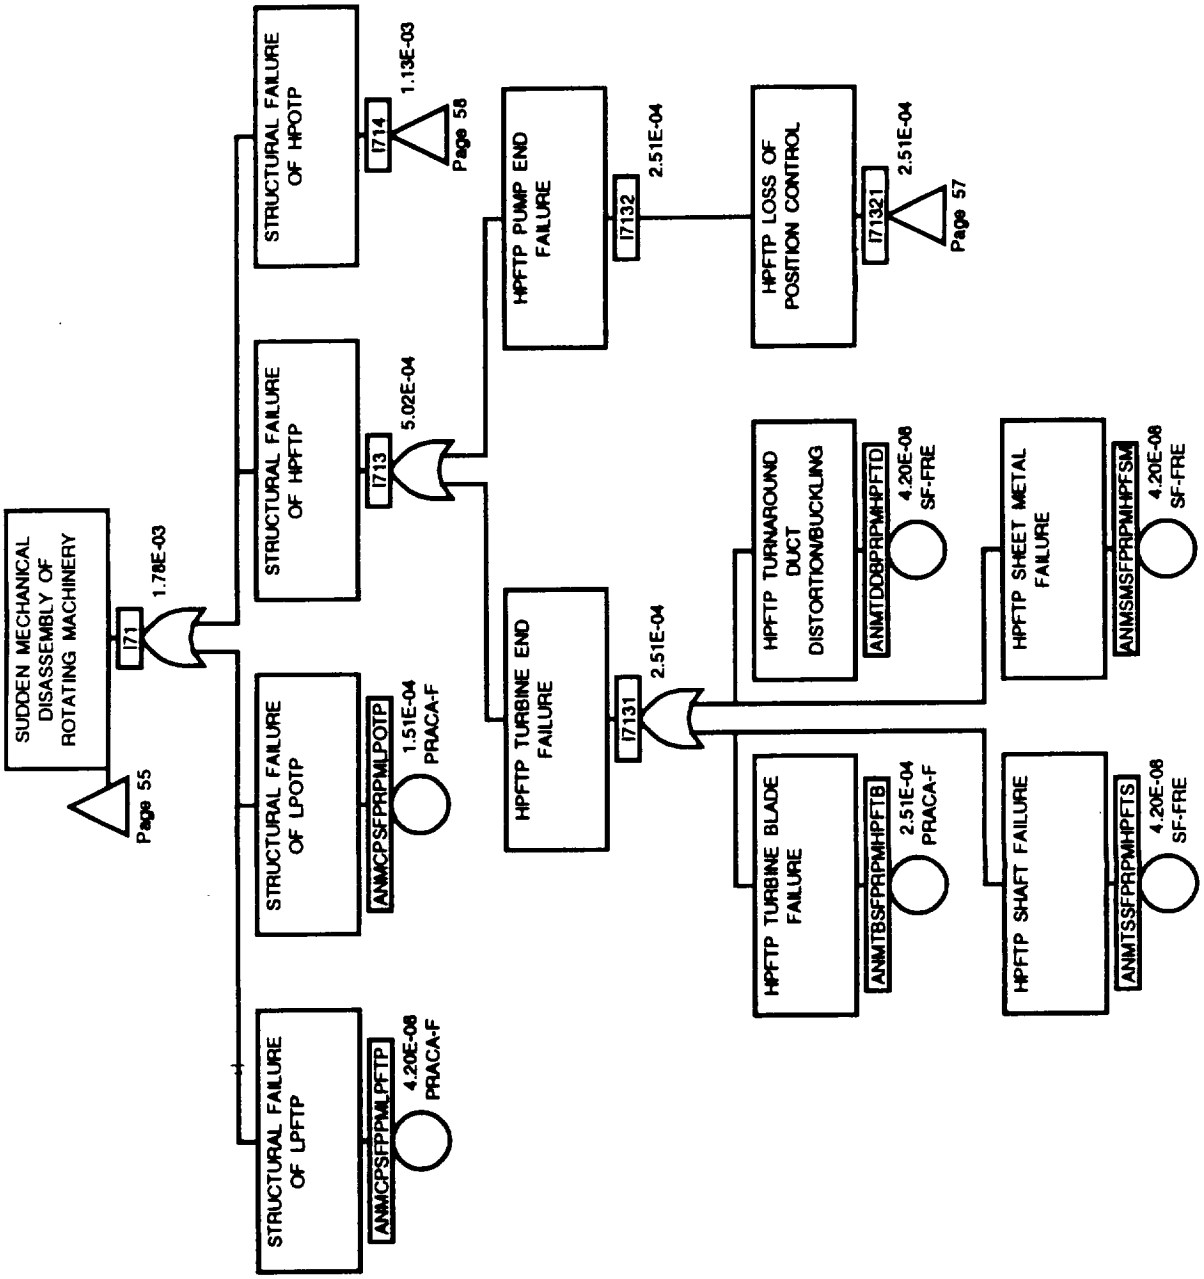 SUDDEN MECHANICAL
DISASSEMBLY OF
ROTATING MACHINERY
I71
1.78E-03
Page 55
STRUCTURAL FAILURE
OF LPFTP
ANMCPSFPPMLPFTP
4.20E-08
PRACA-F
STRUCTURAL FAILURE
OF LPOTP
ANMCPSFPRPMLPOTP
1.51E-04
PRACA-F
STRUCTURAL FAILURE
OF HPFTP
I713
5.02E-04
STRUCTURAL FAILURE
OF HPOTP
I714
1.13E-03
Page 58
HPFTP TURBINE END
FAILURE
I7131
2.51E-04
HPFTP PUMP END
FAILURE
I7132
2.51E-04
HPFTP TURBINE BLADE
FAILURE
ANMTBSFPRPMHPFTB
2.51E-04
PRACA-F
HPFTP TURNAROUND
DUCT
DISTORTION/BUCKLING
ANMTDDBPRPMHPFTD
4.20E-08
SF-FRE
HPFTP LOSS OF
POSITION CONTROL
I71321
2.51E-04
Page 57
HPFTP SHAFT FAILURE
ANMTSSFPRPMHPFTS
4.20E-08
SF-FRE
HPFTP SHEET METAL
FAILURE
ANMSMSFPRPMHPFSM
4.20E-08
SF-FRE